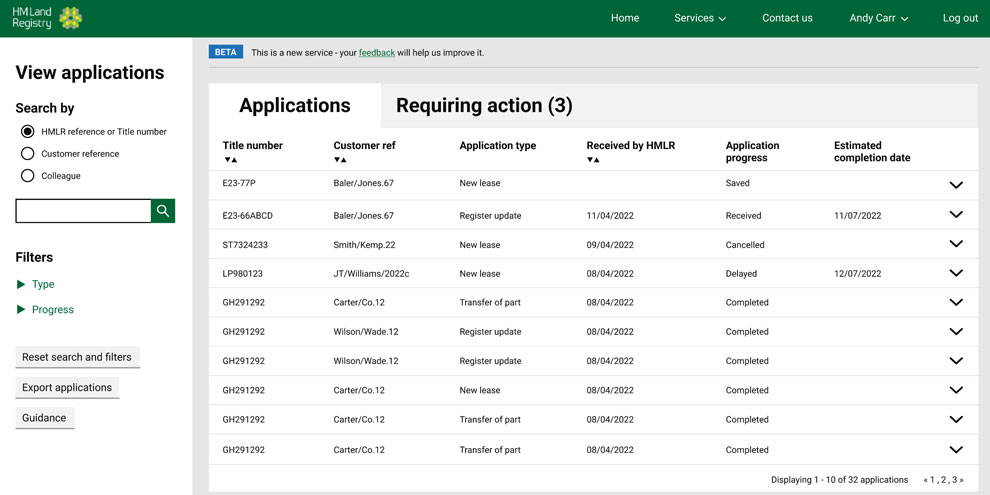 HM Land
Registry
Home Services Contact us Andy Carr Log out
View applications
Search by
HMLR reference or Title number
Customer reference
Colleague
Filters
Type
Progress
Reset search and filters
Export applications
Guidance
BETA This is a new service - your feedback will help us improve it.
Applications Requiring action (3)
Title number Customer ref Application type Received by HMLR Application progress Estimated completion date
E23-77P Baler/Jones.67 New lease Saved
E23-66ABCD Baler/Jones.67 Register update 11/04/2022 Received 11/07/2022
ST7324233 Smith/Kemp.22 New lease 09/04/2022 Cancelled
LP980123 JT/Williams/2022c New lease 08/04/2022 Delayed 12/07/2022
GH291292 Carter/Co.12 Transfer of part 08/04/2022 Completed
GH291292 Wilson/Wade.12 Register update 08/04/2022 Completed
GH291292 Wilson/Wade.12 Register update 08/04/2022 Completed
GH291292 Carter/Co.12 New lease 08/04/2022 Completed
GH291292 Carter/Co.12 Transfer of part 08/04/2022 Completed
GH291292 Carter/Co.12 Transfer of part 08/04/2022 Completed
Displaying 1 - 10 of 32 applications « 1 , 2 , 3 »